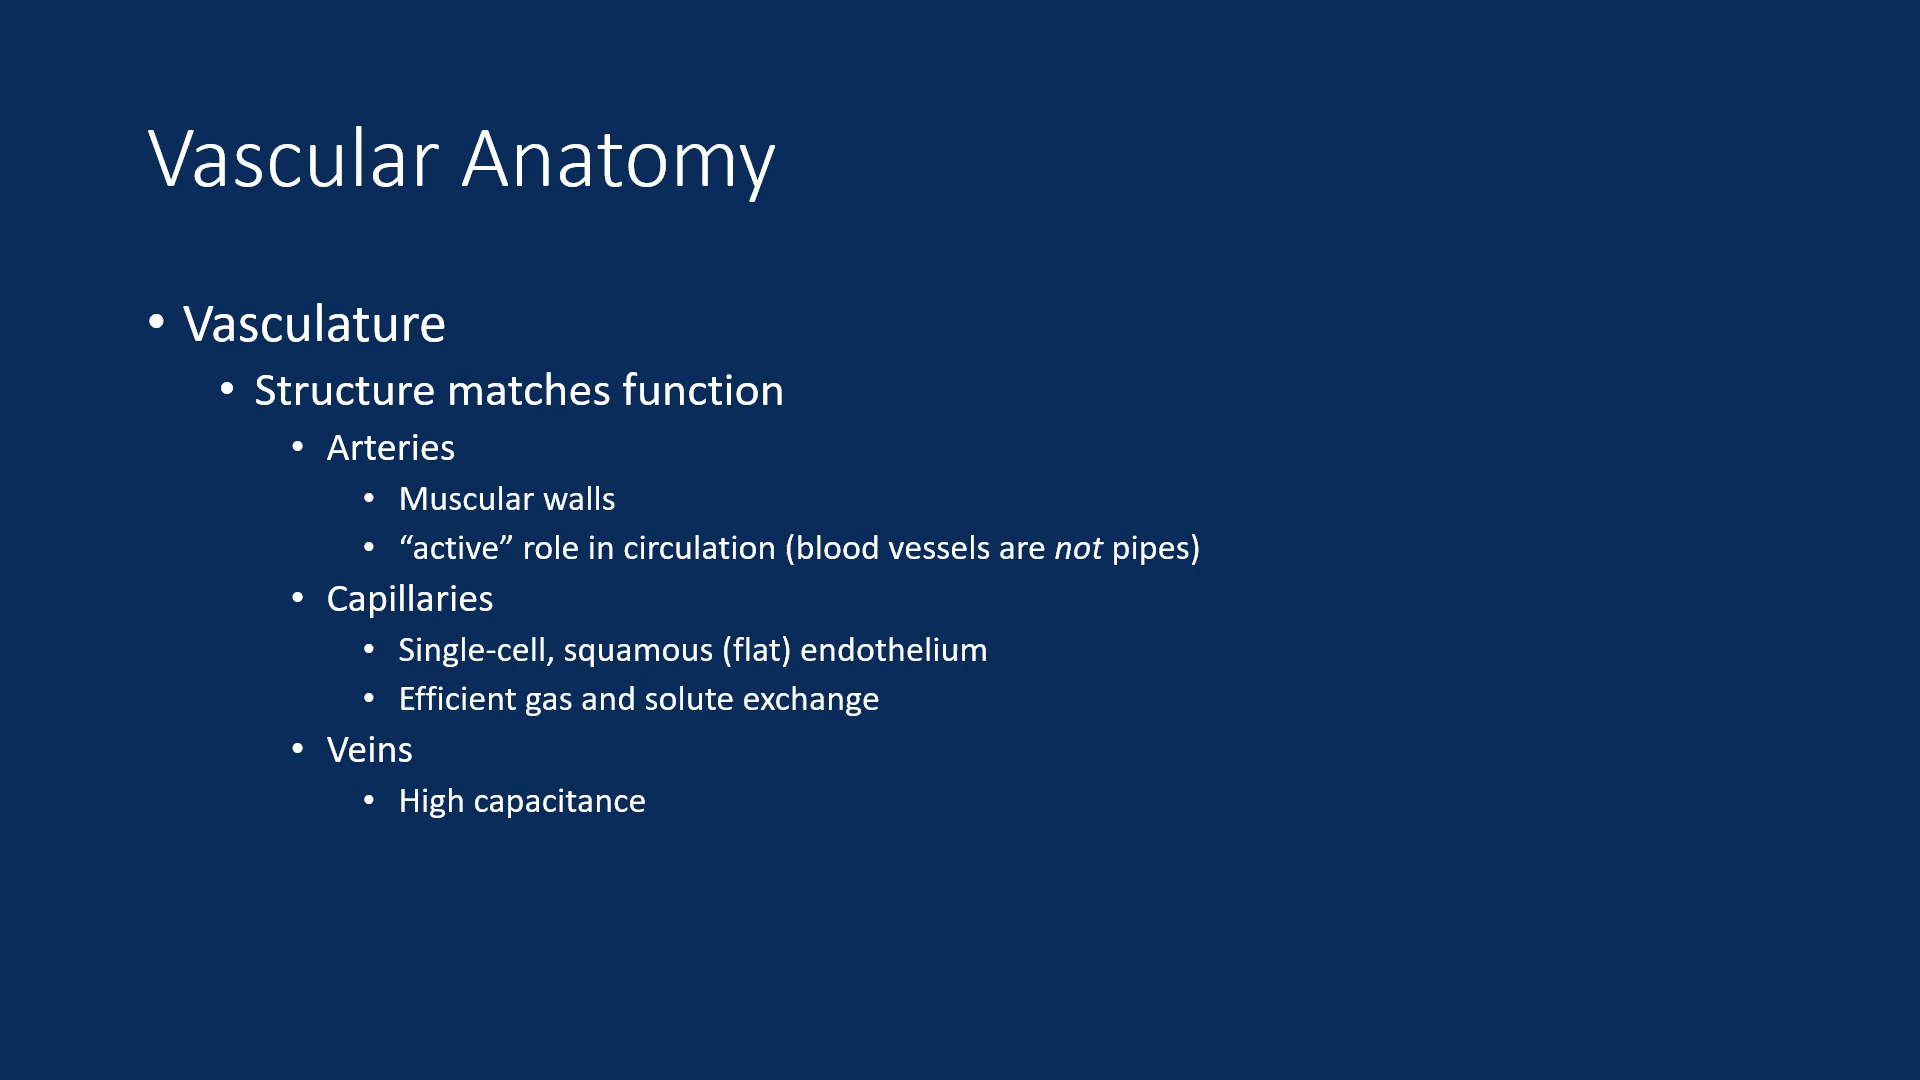 Vascular Anatomy
• Vasculature
• Structure matches function
• Arteries
• Muscular walls
• “active” role in circulation (blood vessels are not pipes)
• Capillaries
• Single-cell, squamous (flat) endothelium
• Efficient gas and solute exchange
• Veins
• High capacitance